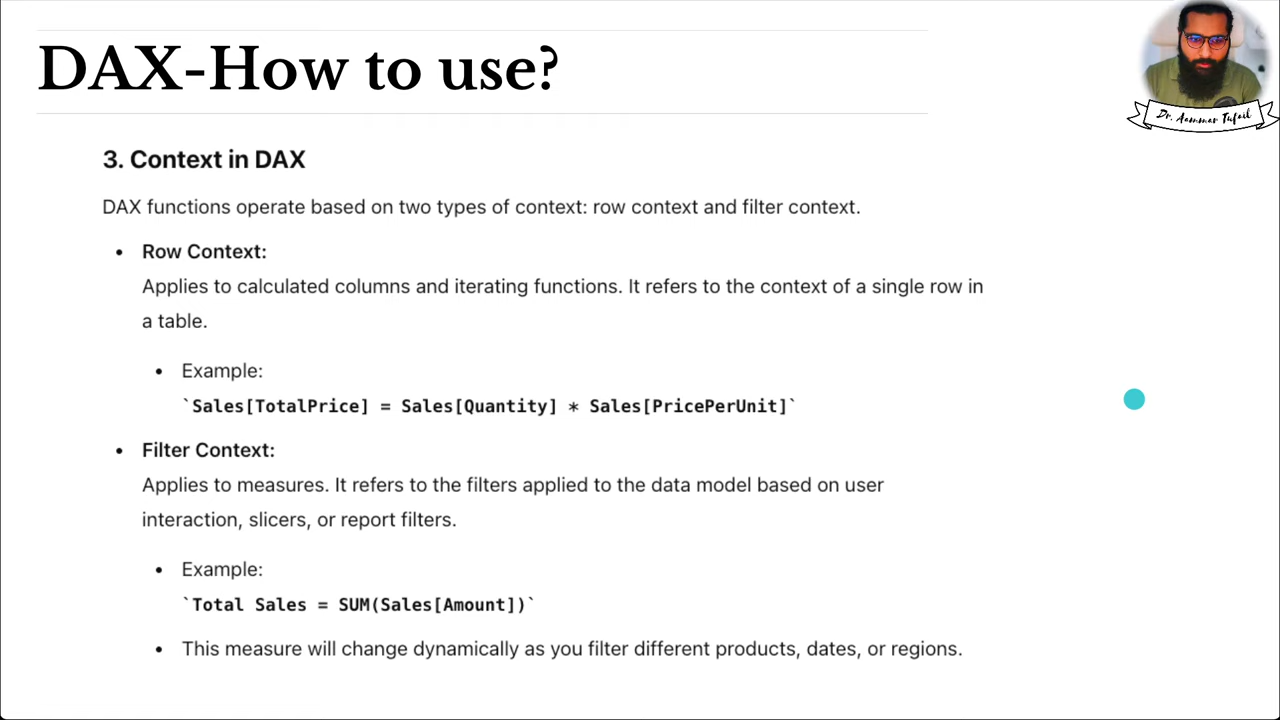 DAX-How to use?
Dr. Aammar Tufail
3. Context in DAX
DAX functions operate based on two types of context: row context and filter context.
• Row Context:
Applies to calculated columns and iterating functions. It refers to the context of a single row in
a table.
• Example:
`Sales[TotalPrice] = Sales[Quantity] * Sales[PricePerUnit]`
• Filter Context:
Applies to measures. It refers to the filters applied to the data model based on user
interaction, slicers, or report filters.
• Example:
`Total Sales = SUM(Sales[Amount])`
• This measure will change dynamically as you filter different products, dates, or regions.